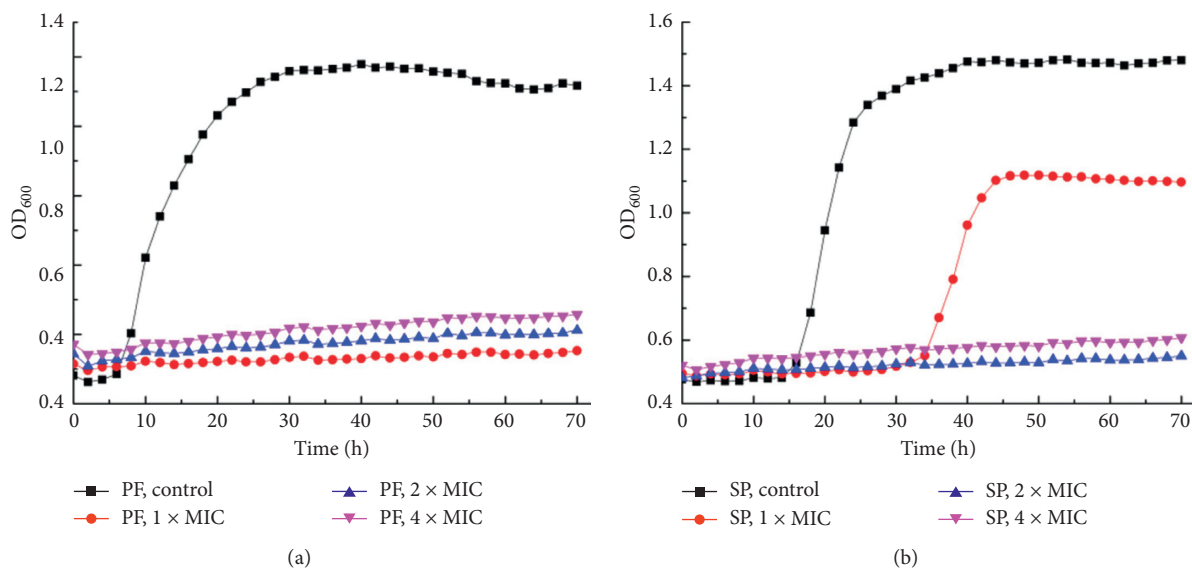 1.4
1.2
1.0
0.8
0.6
0.4
0.4
OD600
0 10 20 30 40 50 60 70
Time (h)
PF, control
PF, 1 × MIC
PF, 2 × MIC
PF, 4 × MIC
(a)
1.6
1.4
1.2
1.0
0.8
0.6
0.4
OD600
0 10 20 30 40 50 60 70
Time (h)
SP, control
SP, 1 × MIC
SP, 2 × MIC
SP, 4 × MIC
(b)